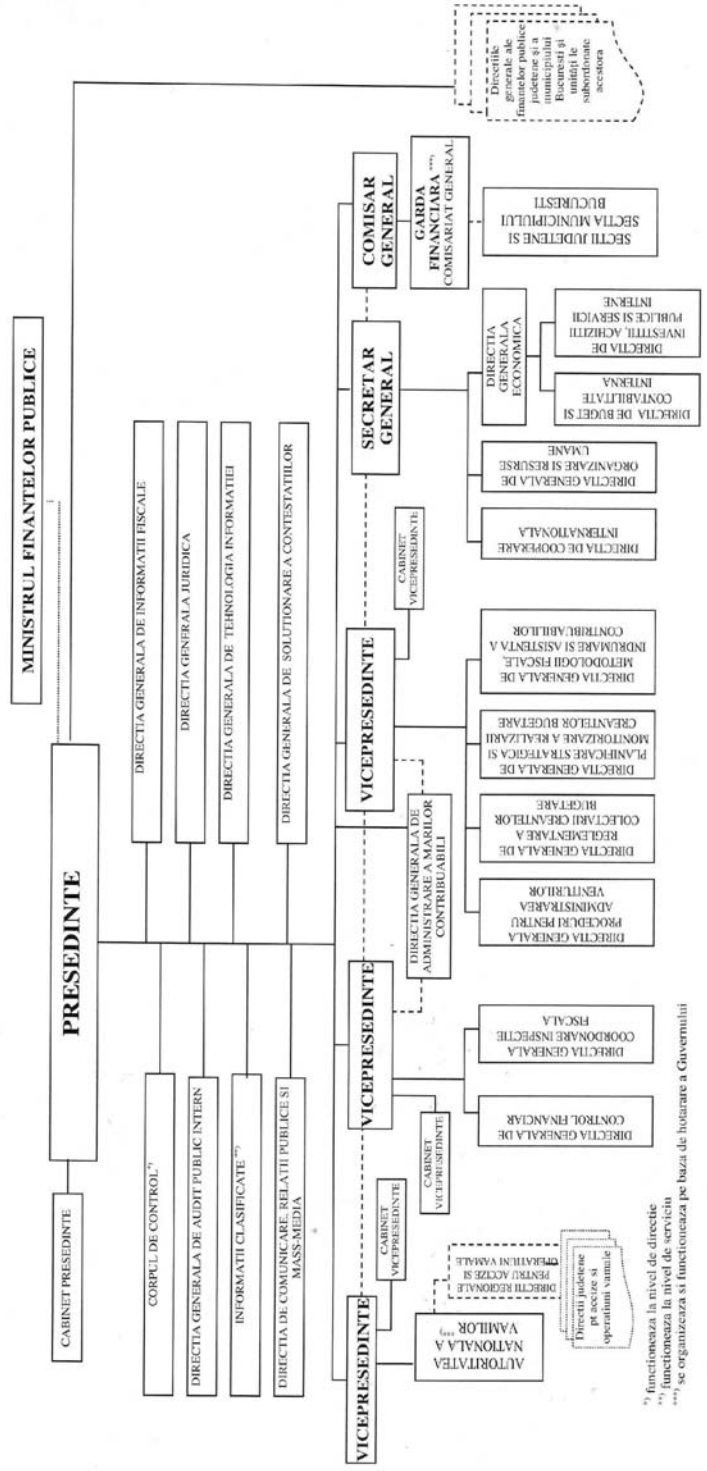 MINISTRUL FINANTELOR PUBLICE
PRESEDINTE
CABINET PRESEDINTE
CORPUL DE CONTROL*)
DIRECTIA GENERALA DE AUDIT PUBLIC INTERN
INFORMATII CLASIFICATE**)
DIRECTIA DE COMUNICARE, RELATII PUBLICE SI
MASS-MEDIA
DIRECTIA GENERALA DE INFORMATII FISCALE
DIRECTIA GENERALA JURIDICA
DIRECTIA GENERALA DE TEHNOLOGIA INFORMATIEI
DIRECTIA GENERALA DE SOLUTIONARE A CONTESTATIILOR
VICEPRESEDINTE
CABINET
VICEPRESEDINTE
AUTORITATEA
NATIONALA A
VAMILOR ***)
DIRECTII REGIONALE
PENTRU ACCIZE SI
OPERATIUNI VAMALE
Directii judetene
pt accize si
operatiuni vamale
VICEPRESEDINTE
CABINET
VICEPRESEDINTE
DIRECTIA GENERALA DE
CONTROL FINANCIAR
DIRECTIA GENERALA
COORDONARE INSPECTIE
FISCALA
DIRECTIA GENERALA DE
ADMINISTRARE A MARILOR
CONTRIBUABILI
VICEPRESEDINTE
CABINET
VICEPRESEDINTE
DIRECTIA GENERALA
PROCEDURI PENTRU
ADMINISTRAREA
VENITURILOR
DIRECTIA GENERALA DE
REGLEMENTARE A
COLECTARII CREANTELOR
BUGETARE
DIRECTIA GENERALA DE
PLANIFICARE STRATEGICA SI
MONITORIZARE A REALIZARII
CREANTELOR BUGETARE
DIRECTIA GENERALA DE
METODOLOGII FISCALE,
INDRUMARE SI ASISTENTA A
CONTRIBUABILILOR
SECRETAR
GENERAL
DIRECTIA DE COOPERARE
INTERNATIONALA
DIRECTIA GENERALA DE
ORGANIZARE SI RESURSE
UMANE
DIRECTIA
GENERALA
ECONOMICA
DIRECTIA DE BUGET SI
CONTABILITATE
INTERNA
DIRECTIA DE
INVESTITII, ACHIZITII
PUBLICE SI SERVICII
INTERNE
COMISAR
GENERAL
GARDA
FINANCIARA ***)
COMISARIAT GENERAL
SECTII JUDETENE SI
SECTIA MUNICIPIULUI
BUCURESTI
Directiile
generale ale
finantelor publice
judetene şi a
municipiului
Bucuresti şi
unităţi le
subordonate
acestora
*) functioneaza la nivel de directie
**) functioneaza la nivel de serviciu
***) se organizeaza si functioneaza pe baza de hotarare a Guvernului